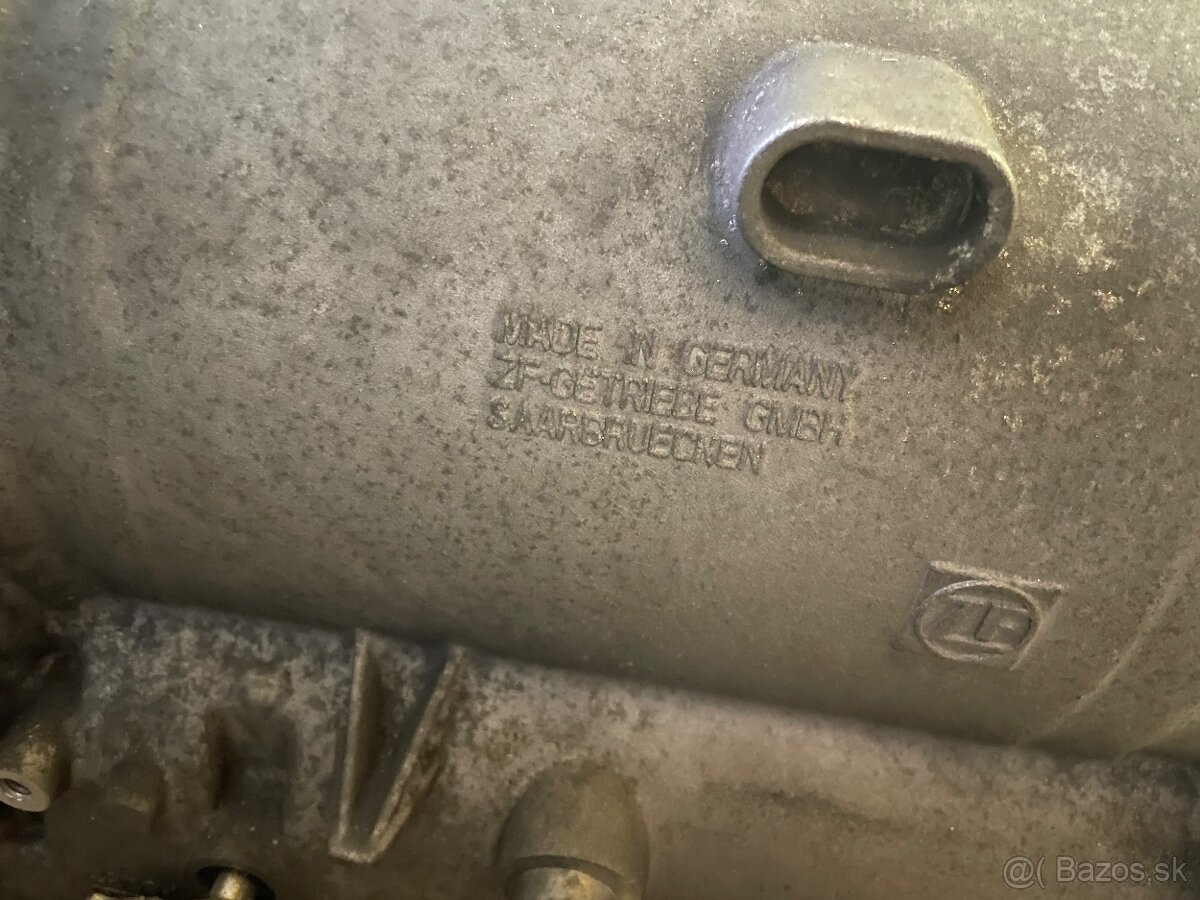 MADE IN GERMANY
ZF-GETRIEBE GMBH
SAARBRUECKEN
ZF
@( Bazos.sk